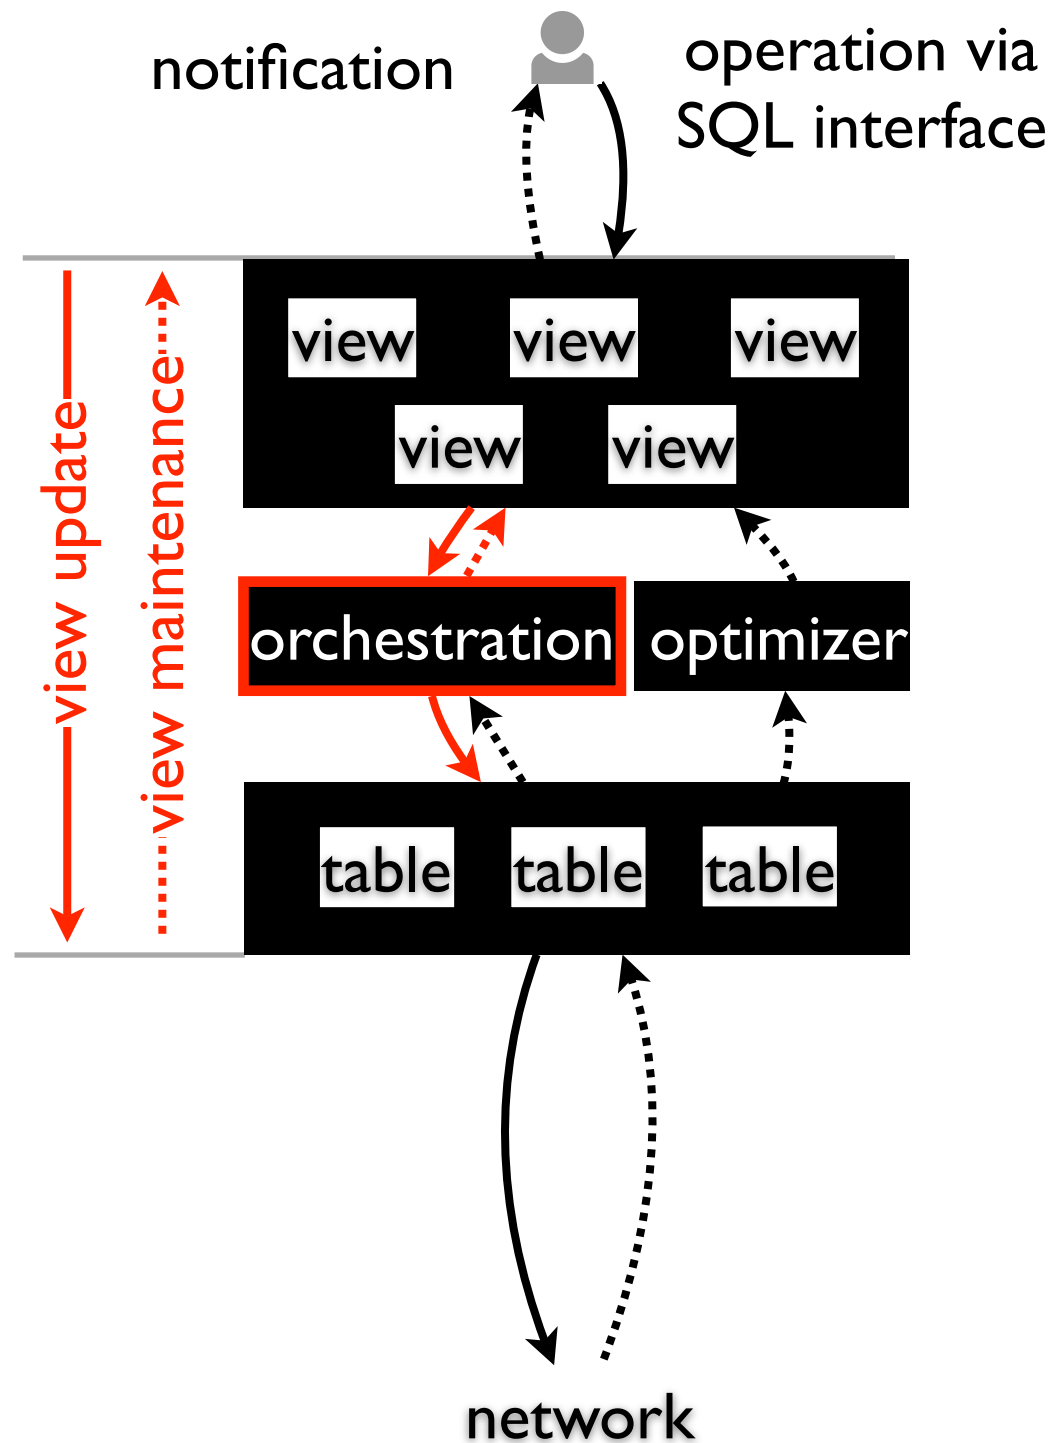 notification
operation via
SQL interface
view view view
view view
view update
view maintenance
orchestration
optimizer
table table table
network